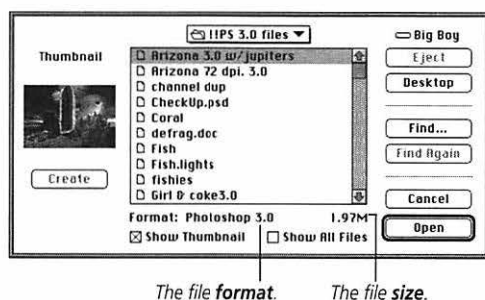 !!PS 3.0 files
Big Boy
Thumbnail
Create
Arizona 3.0 w/jupiters
Arizona 72 dpi. 3.0
channel dup
CheckUp.psd
Coral
defrag.doc
Fish
Fish.lights
fishies
Girl & coke3.0
Format: Photoshop 3.0 1.97M
Show Thumbnail Show All Files
Eject
Desktop
Find...
Find Again
Cancel
Open
The file format. The file size.